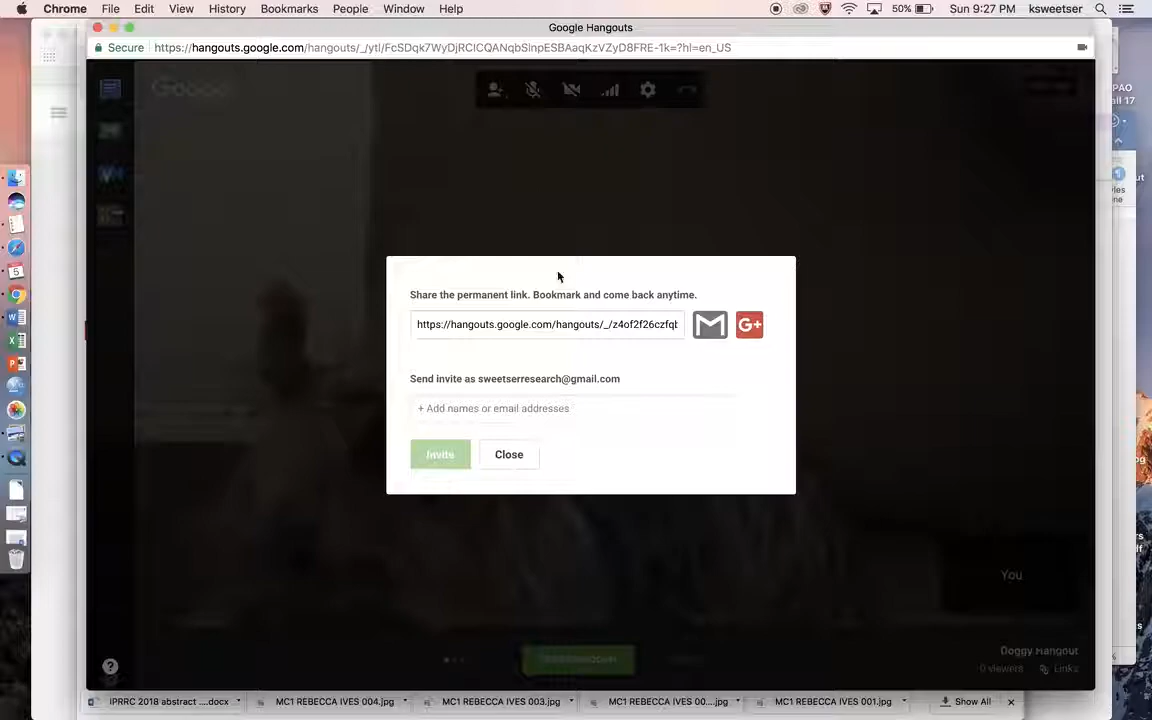 Chrome File Edit View History Bookmarks People Window Help 50% Sun 9:27 PM ksweetser
Google Hangouts
Secure https://hangouts.google.com/hangouts/_/ytl/FcSDqk7WyDjRCICQANqbSlnpESBAaqKzVZyD8FRE-1k=?hl=en_US
Google
PAO
all 17
Share the permanent link. Bookmark and come back anytime.
https://hangouts.google.com/hangouts/_/z4of2f26czfqt
G+
Send invite as sweetserresearch@gmail.com
+ Add names or email addresses
Invite Close
You
Doggy Hangout
0 viewers Links
IPRRC 2018 abstract ....docx MC1 REBECCA IVES 004.jpg MC1 REBECCA IVES 003.jpg MC1 REBECCA IVES 00....jpg MC1 REBECCA IVES 001.jpg Show All